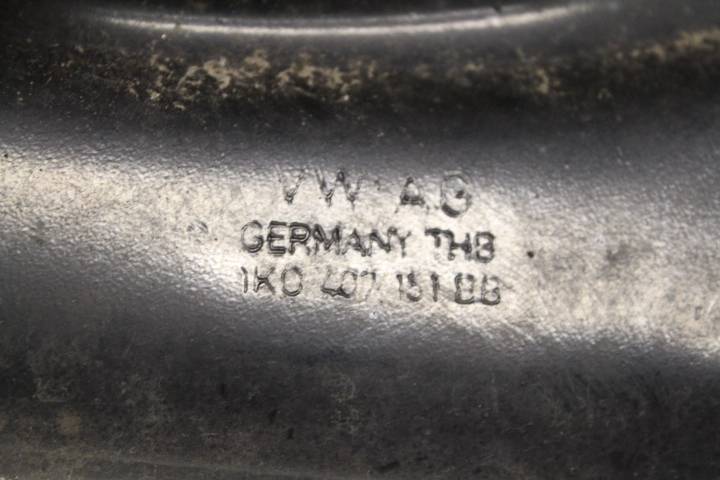 VW AG
GERMANY THB
1K0 407 151 BB